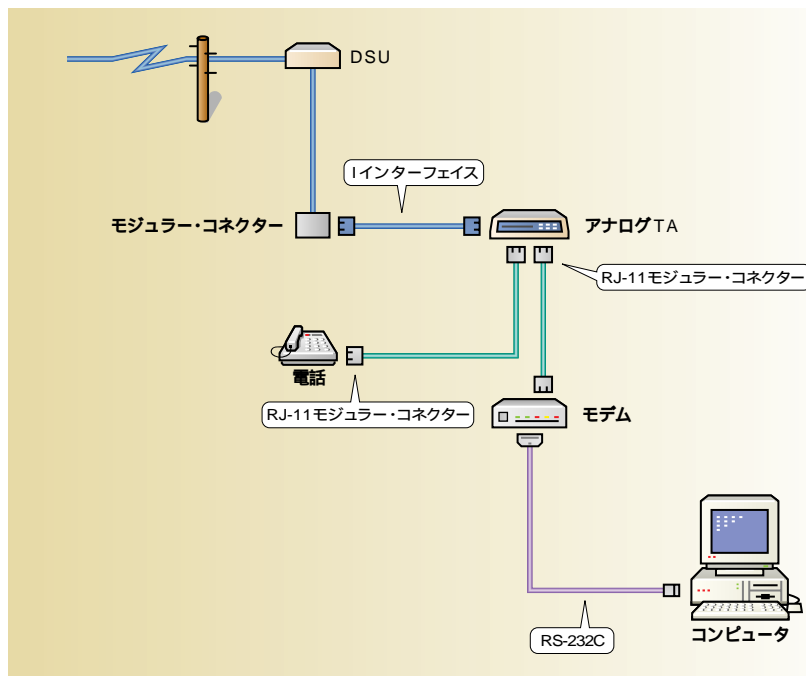 DSU
Iインターフェイス
モジュラー・コネクター
アナログTA
RJ-11モジュラー・コネクター
電話
RJ-11モジュラー・コネクター
モデム
RS-232C
コンピュータ